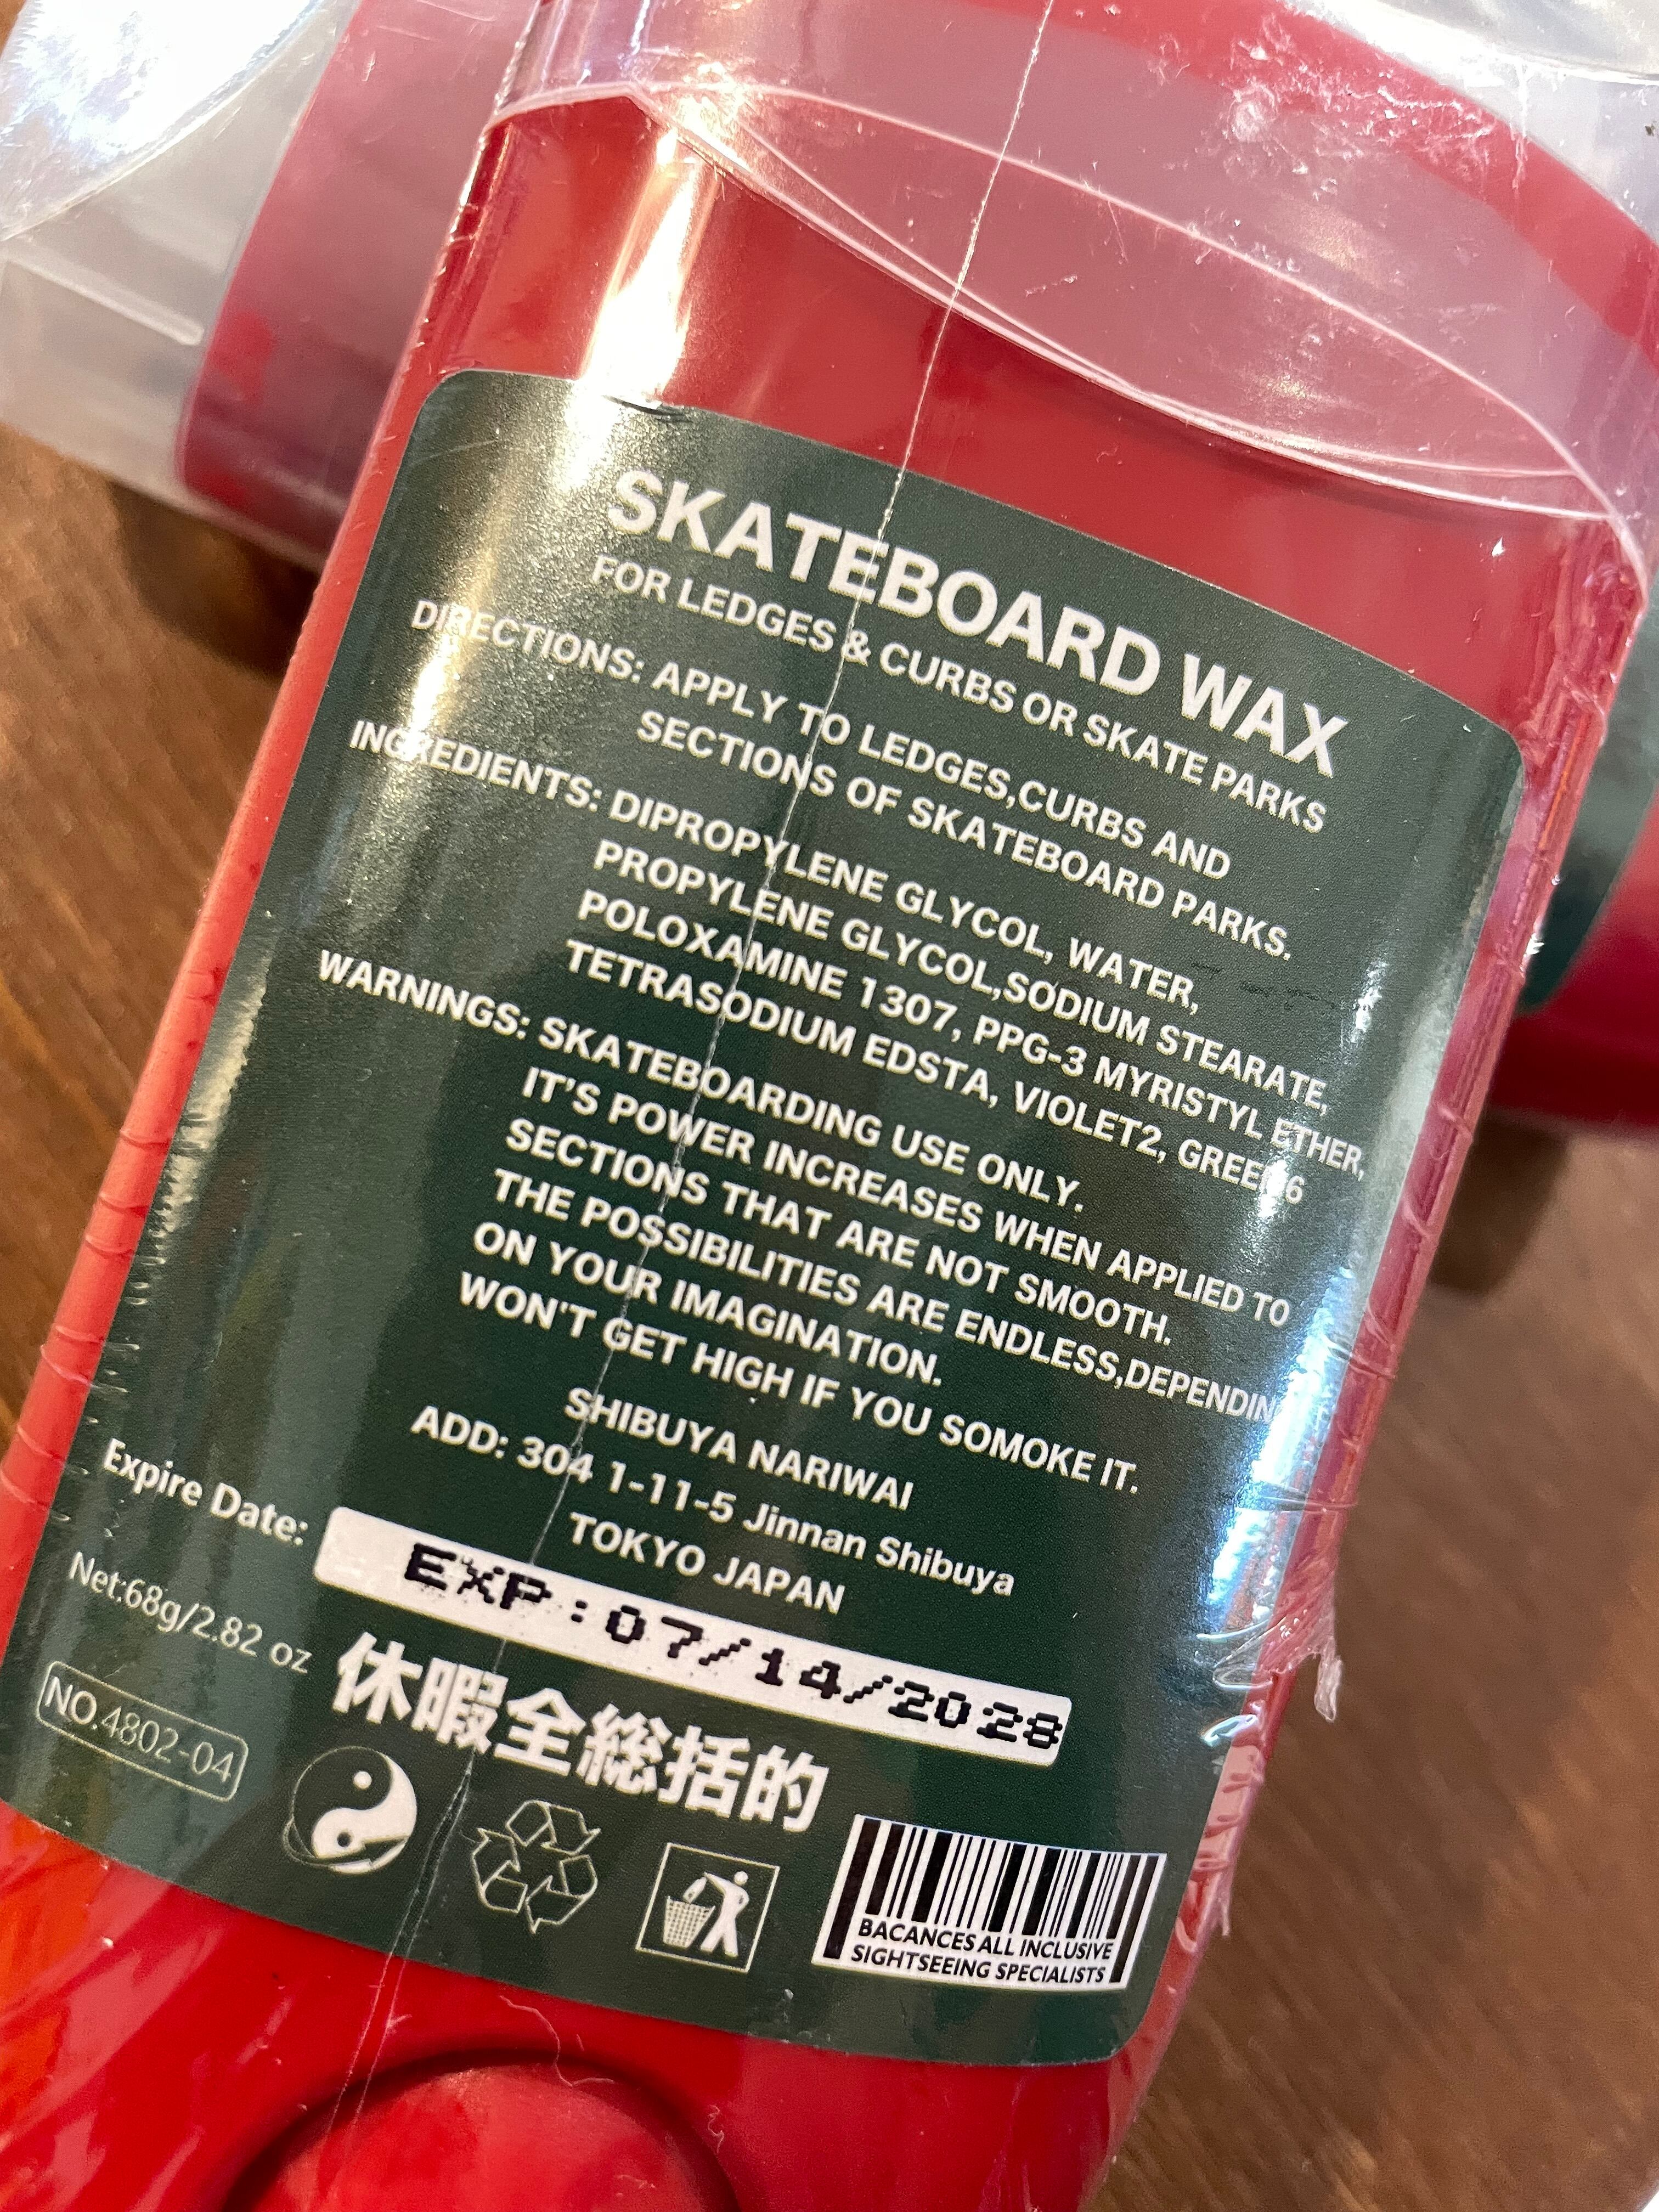 SKATEBOARD WAX
FOR LEDGES & CURBS OR SKATE PARKS
DIRECTIONS: APPLY TO LEDGES,CURBS AND
SECTIONS OF SKATEBOARD PARKS.
INGREDIENTS: DIPROPYLENE GLYCOL, WATER,
PROPYLENE GLYCOL,SODIUM STEARATE,
POLOXAMINE 1307, PPG-3 MYRISTYL ETHER,
TETRASODIUM EDSTA, VIOLET2, GREEN6
WARNINGS: SKATEBOARDING USE ONLY.
IT'S POWER INCREASES WHEN APPLIED TO
SECTIONS THAT ARE NOT SMOOTH.
THE POSSIBILITIES ARE ENDLESS,DEPENDING
ON YOUR IMAGINATION.
WON'T GET HIGH IF YOU SOMOKE IT.
SHIBUYA NARIWAI
ADD: 304 1-11-5 Jinnan Shibuya
TOKYO JAPAN
Expire Date: EXP:07/14/2028
Net:68g/2.82 oz
休暇全総括的
NO.4802-04
BACANCES ALL INCLUSIVE
SIGHTSEEING SPECIALISTS